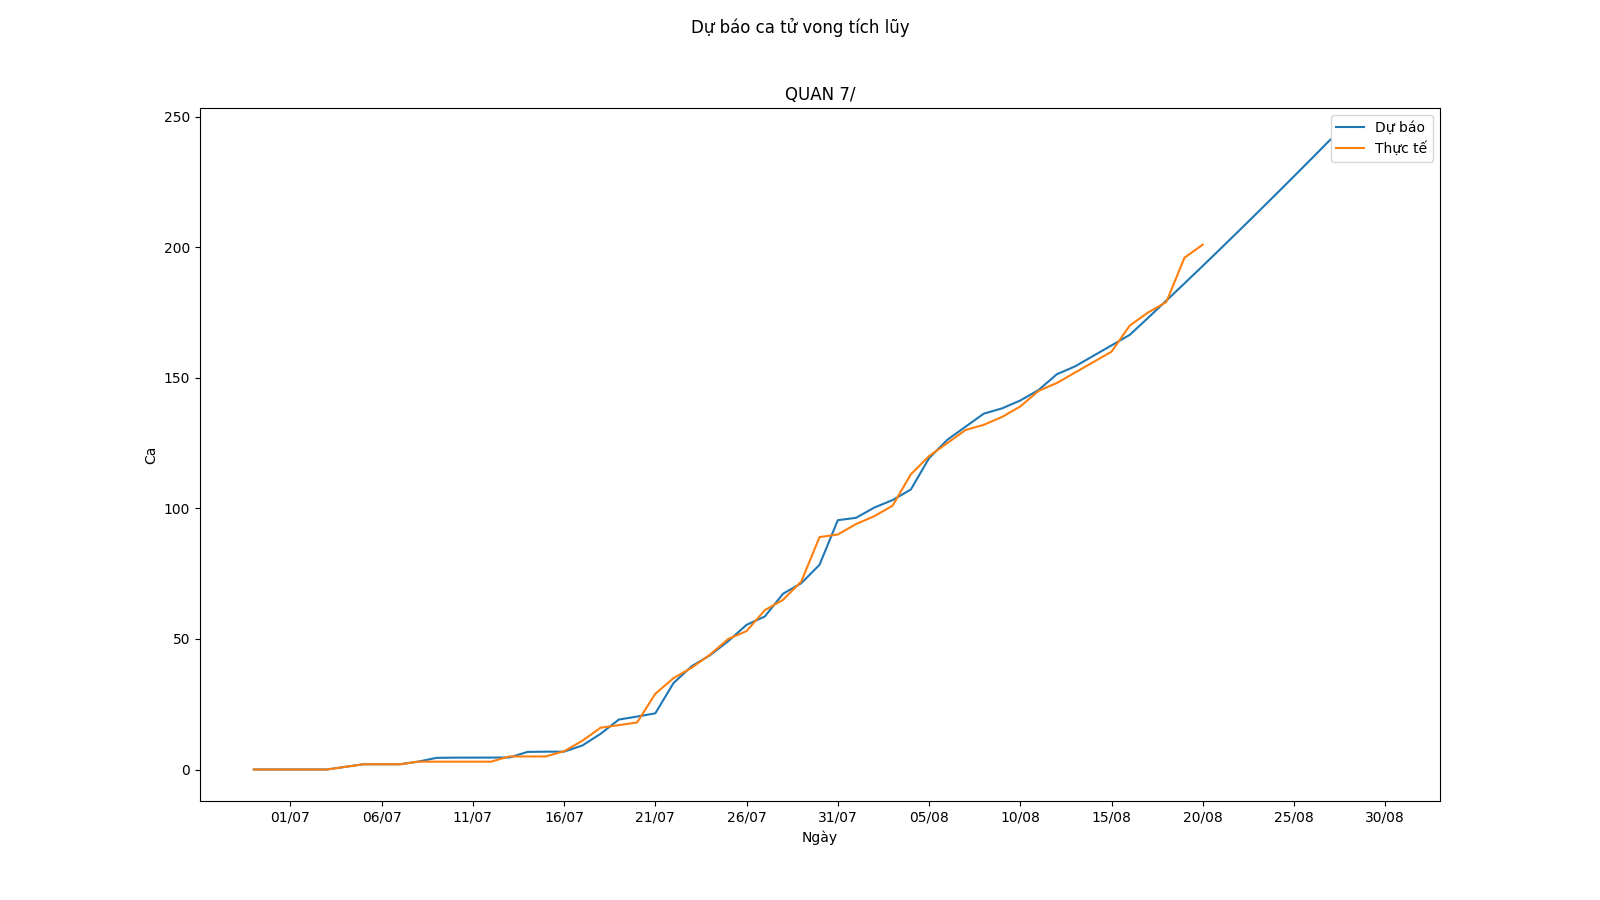 Dự báo ca tử vong tích lũy
QUAN 7/
250
200
150
100
50
0
Ca
Dự báo
Thực tế
01/07 06/07 11/07 16/07 21/07 26/07 31/07 05/08 10/08 15/08 20/08 25/08 30/08
Ngày